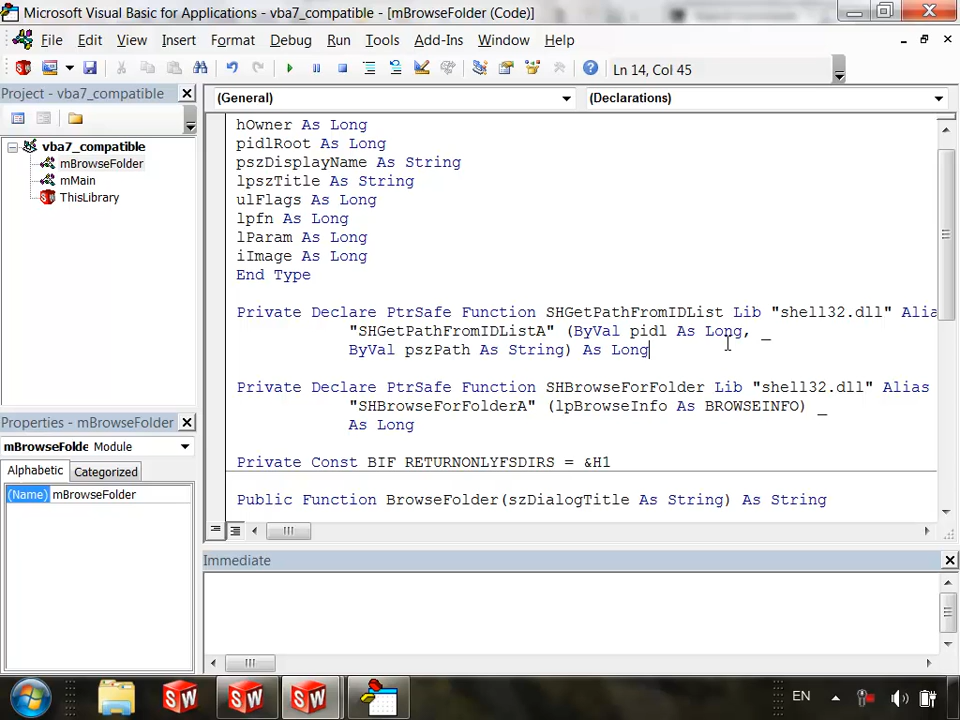 Microsoft Visual Basic for Applications - vba7_compatible - [mBrowseFolder (Code)]
File Edit View Insert Format Debug Run Tools Add-Ins Window Help
Ln 14, Col 45
Project - vba7_compatible
(General)
(Declarations)
vba7_compatible
mBrowseFolder
mMain
ThisLibrary
hOwner As Long
pidlRoot As Long
pszDisplayName As String
lpszTitle As String
ulFlags As Long
lpfn As Long
lParam As Long
iImage As Long
End Type
Private Declare PtrSafe Function SHGetPathFromIDList Lib "shell32.dll" Alia
"SHGetPathFromIDListA" (ByVal pidl As Long, _
ByVal pszPath As String) As Long
Private Declare PtrSafe Function SHBrowseForFolder Lib "shell32.dll" Alias
"SHBrowseForFolderA" (lpBrowseInfo As BROWSEINFO) _
As Long
Private Const BIF_RETURNONLYFSDIRS = &H1
Public Function BrowseFolder(szDialogTitle As String) As String
Properties - mBrowseFolder
mBrowseFolde Module
Alphabetic Categorized
(Name) mBrowseFolder
Immediate
EN